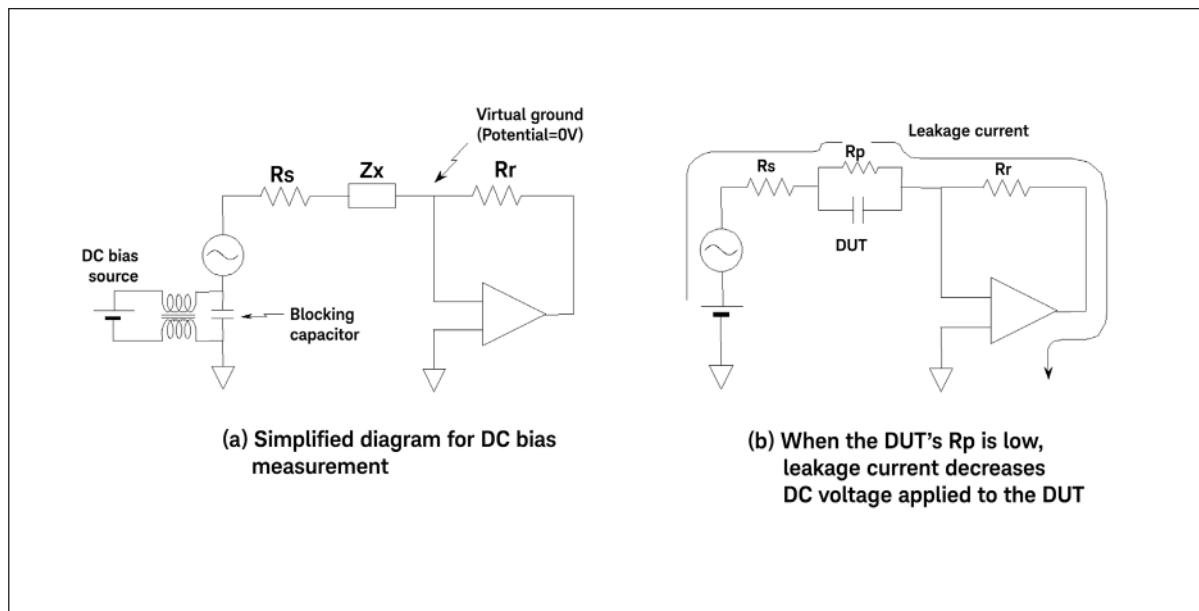 Virtual ground
(Potential=0V)
Rs
Zx
Rr
DC bias
source
Blocking
capacitor
(a) Simplified diagram for DC bias
measurement
Leakage current
Rs
Rp
Rr
DUT
(b) When the DUT's Rp is low,
leakage current decreases
DC voltage applied to the DUT